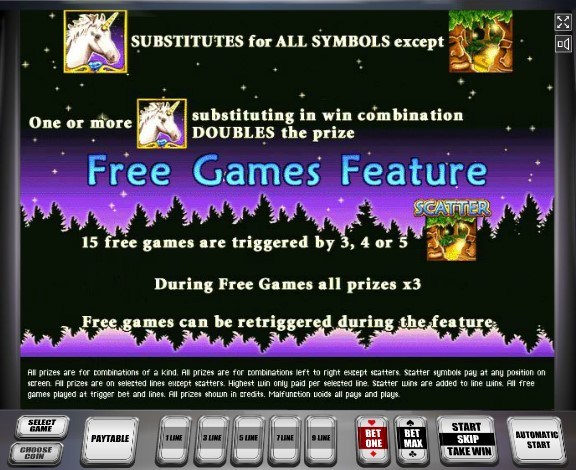 SUBSTITUTES for ALL SYMBOLS except
One or more substituting in win combination
DOUBLES the prize
Free Games Feature
SCATTER
15 free games are triggered by 3, 4 or 5
During Free Games all prizes x3
Free games can be retriggered during the feature
All prizes are for combinations of a kind. All prizes are for combinations left to right except scatters. Scatter symbols pay at any position on
screen. All prizes are on selected lines except scatters. Highest win only paid per selected line. Scatter wins are added to line wins. All free
games played at trigger bet and lines. All prizes shown in credits. Malfunction voids all pays and plays.
SELECT
GAME
CHOOSE
COIN
PAYTABLE
1 LINE
3 LINE
5 LINE
7 LINE
9 LINE
BET
ONE
BET
MAX
START
SKIP
TAKE WIN
AUTOMATIC
START